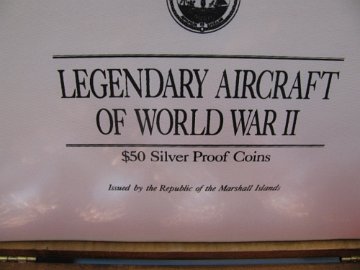 LEGENDARY AIRCRAFT
OF WORLD WAR II
$50 Silver Proof Coins
Issued by the Republic of the Marshall Islands